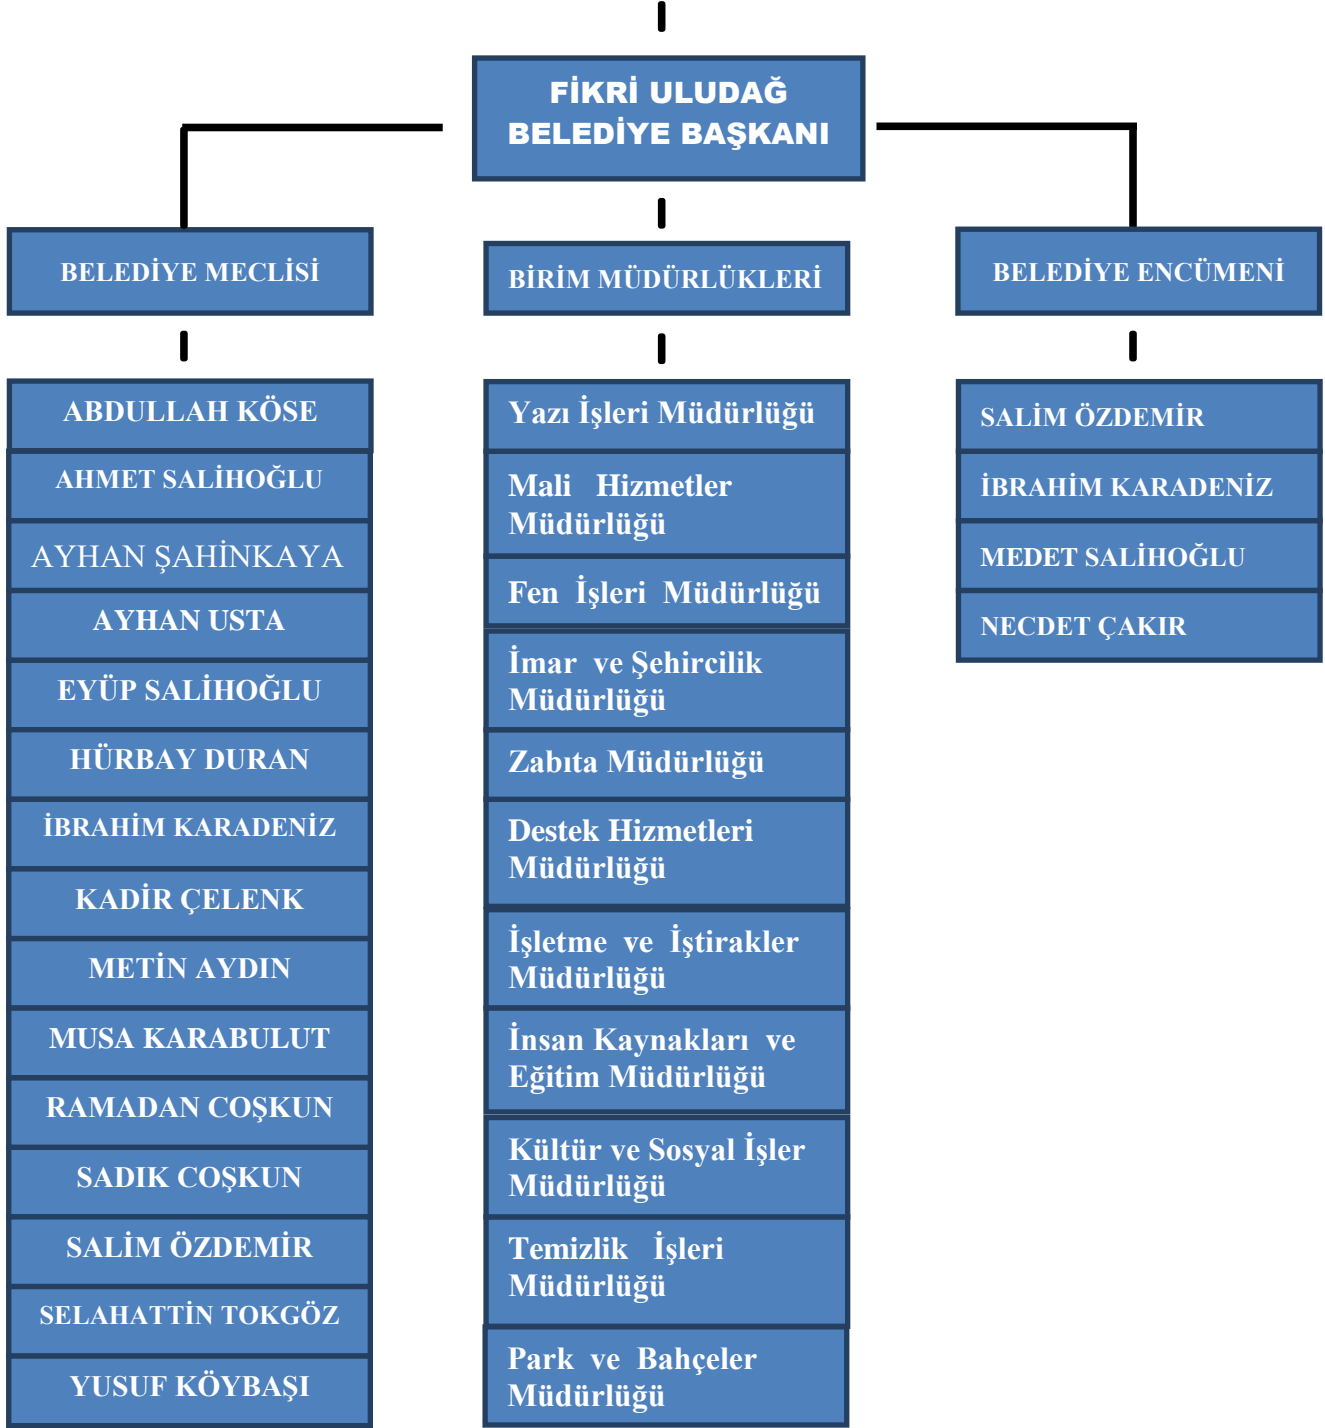 FİKRİ ULUDAĞ
BELEDİYE BAŞKANI
BELEDİYE MECLİSİ
ABDULLAH KÖSE
AHMET SALİHOĞLU
AYHAN ŞAHİNKAYA
AYHAN USTA
EYÜP SALİHOĞLU
HÜRBAY DURAN
İBRAHİM KARADENİZ
KADİR ÇELENK
METİN AYDIN
MUSA KARABULUT
RAMADAN COŞKUN
SADIK COŞKUN
SALİM ÖZDEMİR
SELAHATTİN TOKGÖZ
YUSUF KÖYBAŞI
BİRİM MÜDÜRLÜKLERİ
Yazı İşleri Müdürlüğü
Mali Hizmetler
Müdürlüğü
Fen İşleri Müdürlüğü
İmar ve Şehircilik
Müdürlüğü
Zabıta Müdürlüğü
Destek Hizmetleri
Müdürlüğü
İşletme ve İştirakler
Müdürlüğü
İnsan Kaynakları ve
Eğitim Müdürlüğü
Kültür ve Sosyal İşler
Müdürlüğü
Temizlik İşleri
Müdürlüğü
Park ve Bahçeler
Müdürlüğü
BELEDİYE ENCÜMENİ
SALİM ÖZDEMİR
İBRAHİM KARADENİZ
MEDET SALİHOĞLU
NECDET ÇAKIR